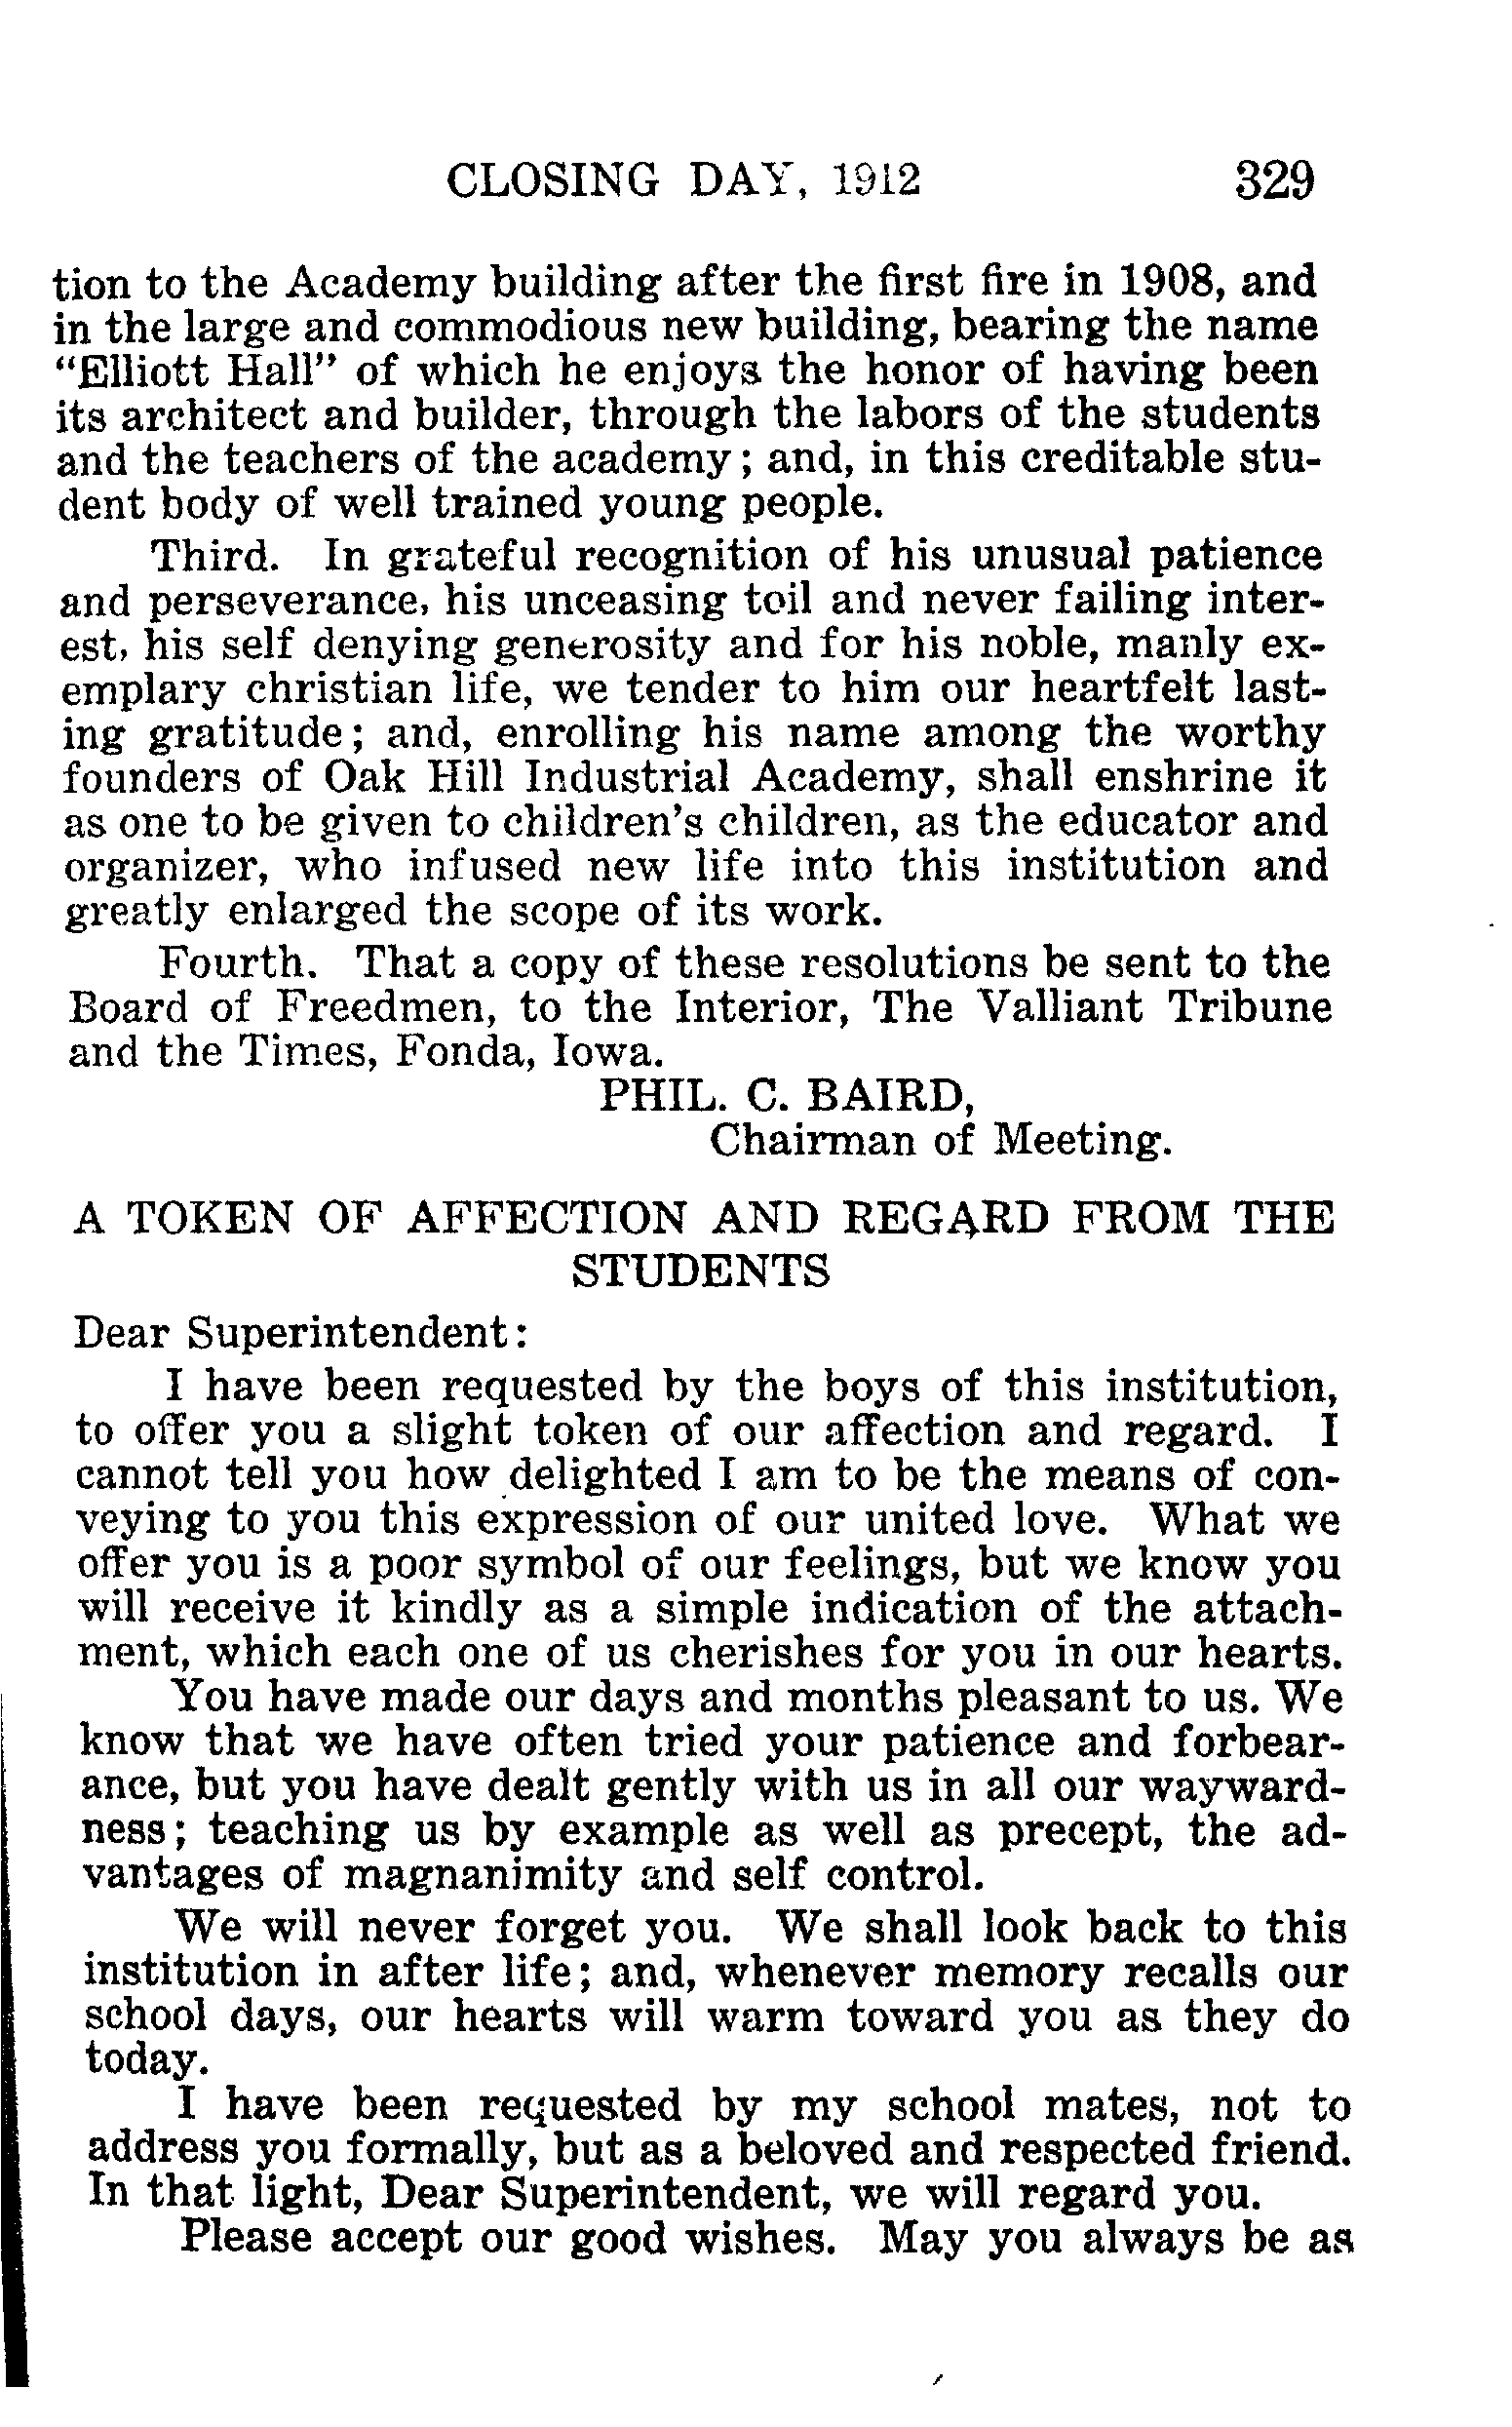 CLOSING DAY, 1912 329
tion to the Academy building after the first fire in 1908, and
in the large and commodious new building, bearing the name
“Elliott Hall” of which he enjoys the honor of having been
its architect and builder, through the labors of the students
and the teachers of the academy; and, in this creditable stu-
dent body of well trained young people.
Third. In grateful recognition of his unusual patience
and perseverance, his unceasing toil and never failing inter-
est, his self denying generosity and for his noble, manly ex-
emplary christian life, we tender to him our heartfelt last-
ing gratitude; and, enrolling his name among the worthy
founders of Oak Hill Industrial Academy, shall enshrine it
as one to be given to children's children, as the educator and
organizer, who infused new life into this institution and
greatly enlarged the scope of its work.
Fourth. That a copy of these resolutions be sent to the
Board of Freedmen, to the Interior, The Valliant Tribune
and the Times, Fonda, Iowa.
PHIL. C. BAIRD,
Chairman of Meeting.
A TOKEN OF AFFECTION AND REGARD FROM THE
STUDENTS
Dear Superintendent:
I have been requested by the boys of this institution,
to offer you a slight token of our affection and regard. I
cannot tell you how delighted I am to be the means of con-
veying to you this expression of our united love. What we
offer you is a poor symbol of our feelings, but we know you
will receive it kindly as a simple indication of the attach-
ment, which each one of us cherishes for you in our hearts.
You have made our days and months pleasant to us. We
know that we have often tried your patience and forbear-
ance, but you have dealt gently with us in all our wayward-
ness; teaching us by example as well as precept, the ad-
vantages of magnanimity and self control.
We will never forget you. We shall look back to this
institution in after life; and, whenever memory recalls our
school days, our hearts will warm toward you as they do
today.
I have been requested by my school mates, not to
address you formally, but as a beloved and respected friend.
In that light, Dear Superintendent, we will regard you.
Please accept our good wishes. May you always be as